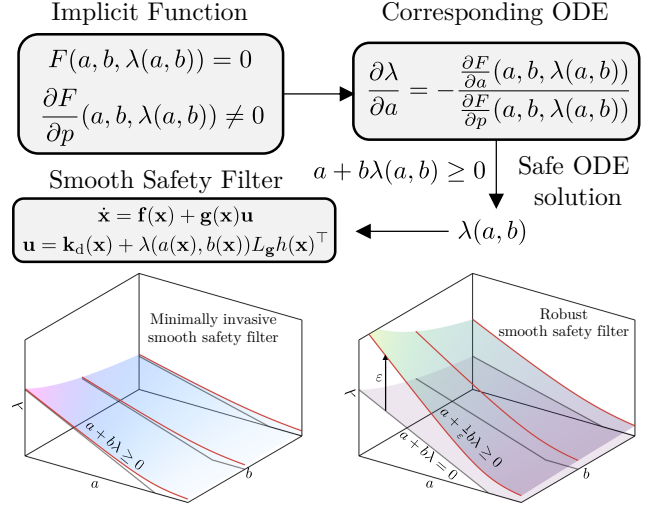 Implicit Function
F(a, b, λ(a, b)) = 0
∂F/∂p (a, b, λ(a, b)) ≠ 0
Corresponding ODE
∂λ/∂a = − ∂F/∂a (a, b, λ(a, b)) / ∂F/∂p (a, b, λ(a, b))
a + bλ(a, b) ≥ 0
Safe ODE
solution
λ(a, b)
Smooth Safety Filter
ẋ = f(x) + g(x)u
u = k_d(x) + λ(a(x), b(x))L_g h(x)^⊤
Minimally invasive
smooth safety filter
λ
a + bλ ≥ 0
a
b
Robust
smooth safety filter
λ
ε
a + 1/ε bλ ≥ 0
a + bλ = 0
a
b